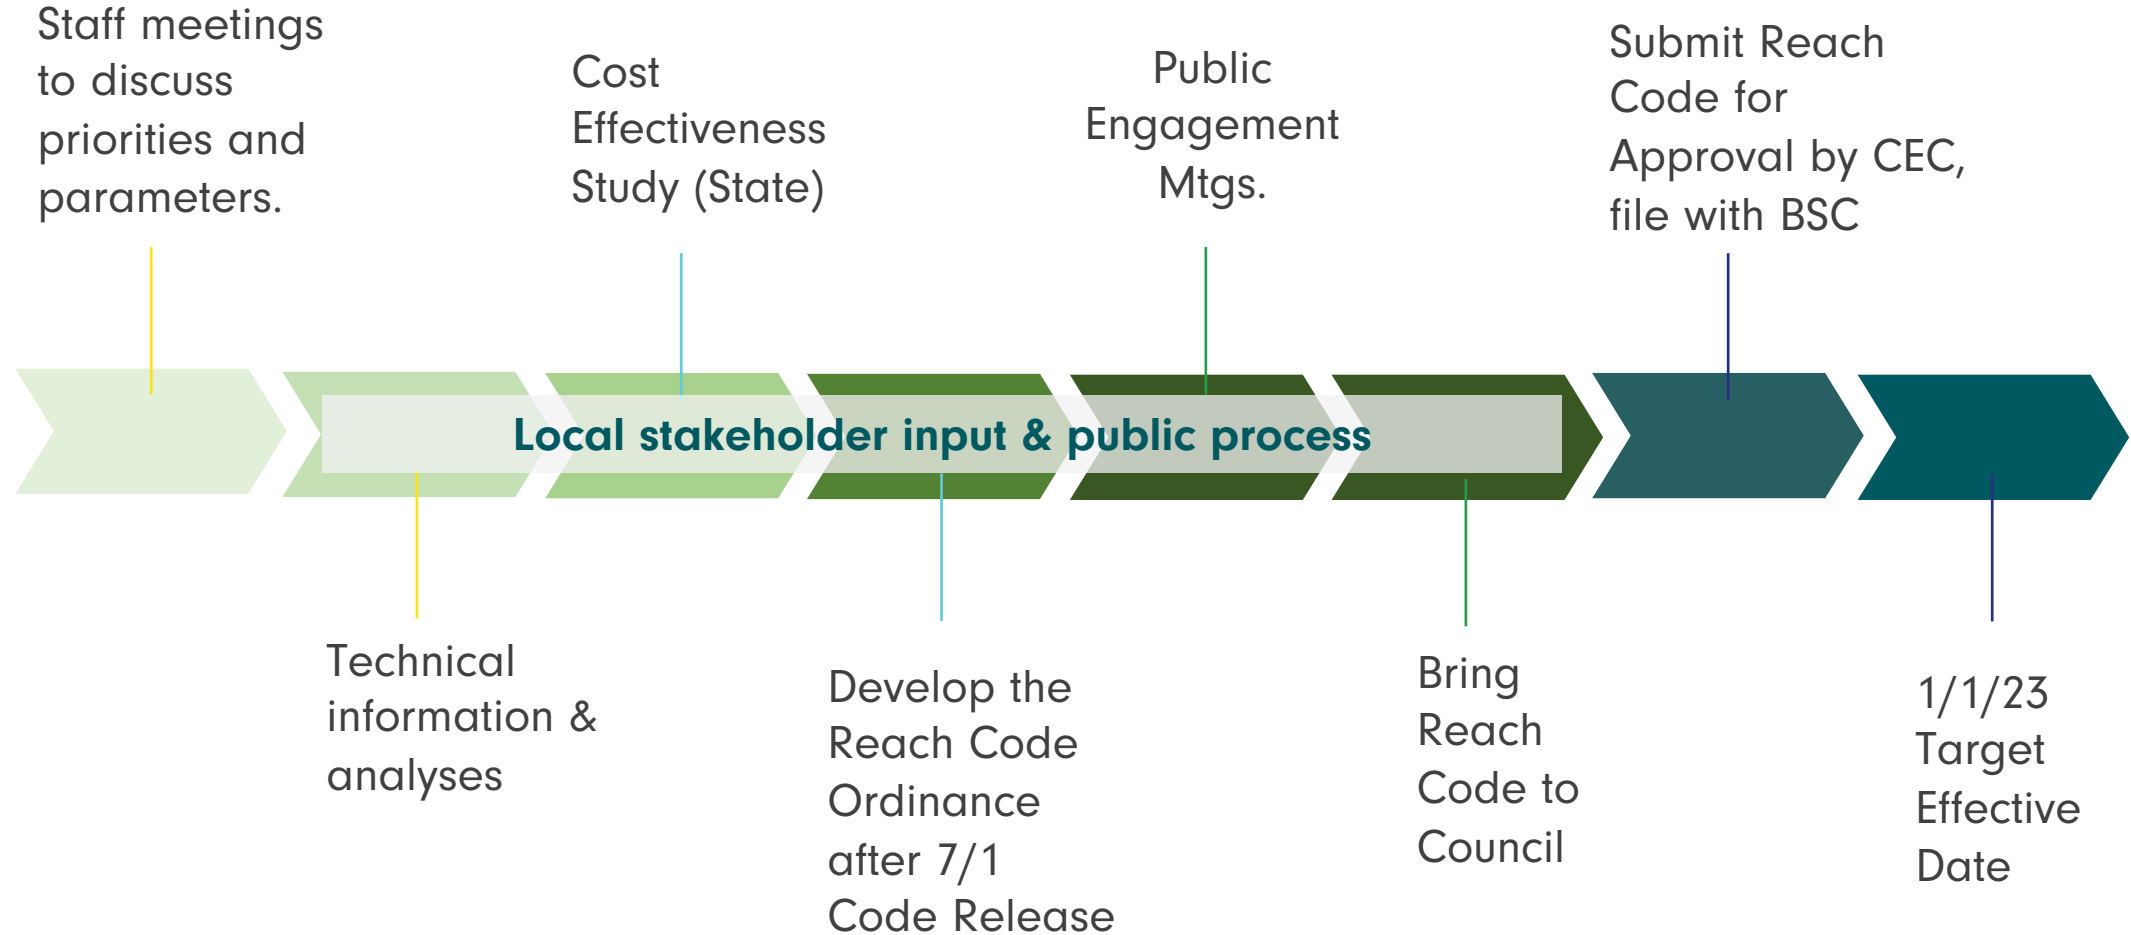 Staff meetings
to discuss
priorities and
parameters.
Cost
Effectiveness
Study (State)
Public
Engagement
Mtgs.
Submit Reach
Code for
Approval by CEC,
file with BSC
Local stakeholder input & public process
Technical
information &
analyses
Develop the
Reach Code
Ordinance
after 7/1
Code Release
Bring
Reach
Code to
Council
1/1/23
Target
Effective
Date